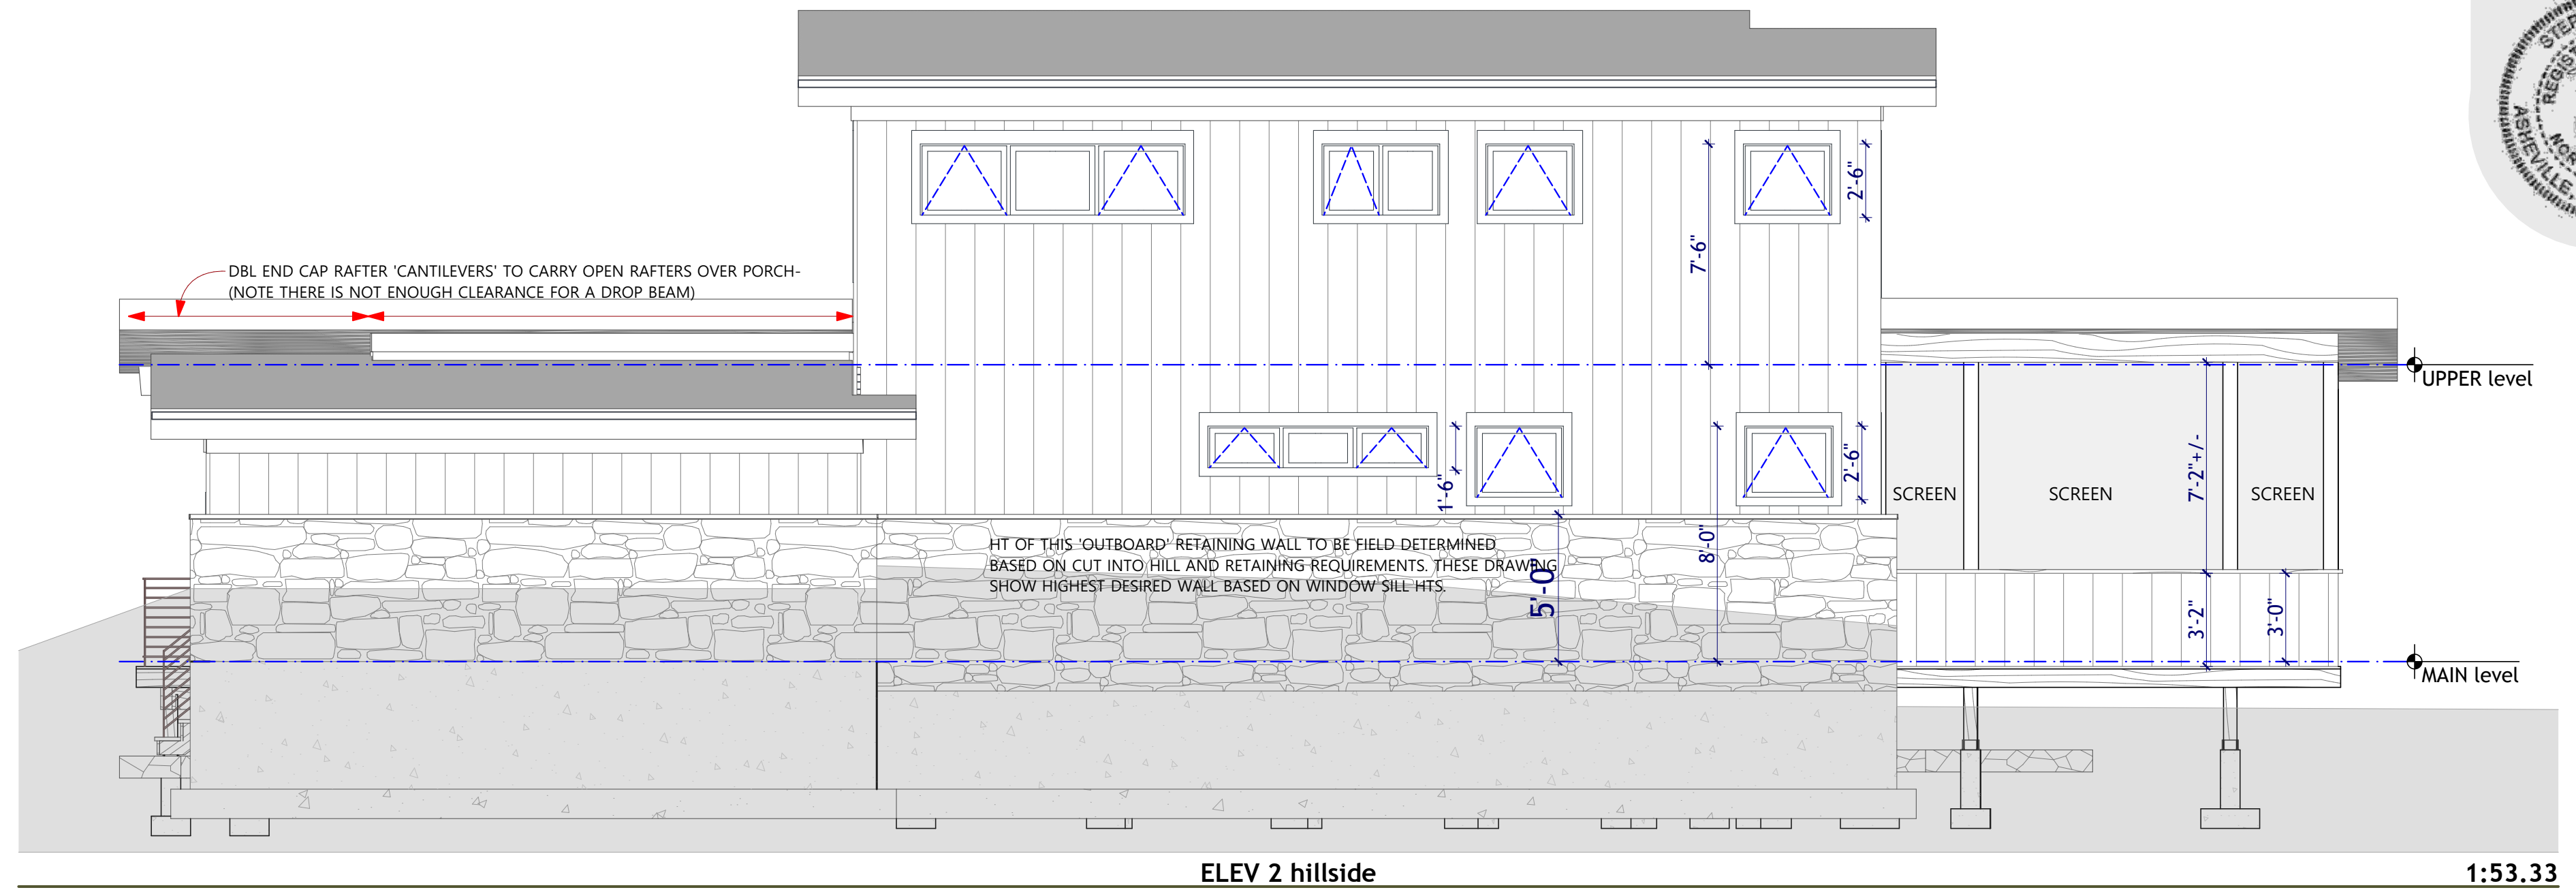 DBL END CAP RAFTER 'CANTILEVERS' TO CARRY OPEN RAFTERS OVER PORCH-
(NOTE THERE IS NOT ENOUGH CLEARANCE FOR A DROP BEAM)
2'-6"
7'-6"
UPPER level
1'-6"
2'-6"
7'-2"+/-
SCREEN
SCREEN
SCREEN
HT OF THIS 'OUTBOARD' RETAINING WALL TO BE FIELD DETERMINED
BASED ON CUT INTO HILL AND RETAINING REQUIREMENTS. THESE DRAWING
SHOW HIGHEST DESIRED WALL BASED ON WINDOW SILL HTS.
5'-0"
8'-0"
3'-2"
3'-0"
MAIN level
ELEV 2 hillside
1:53.33
ASHEVILLE,